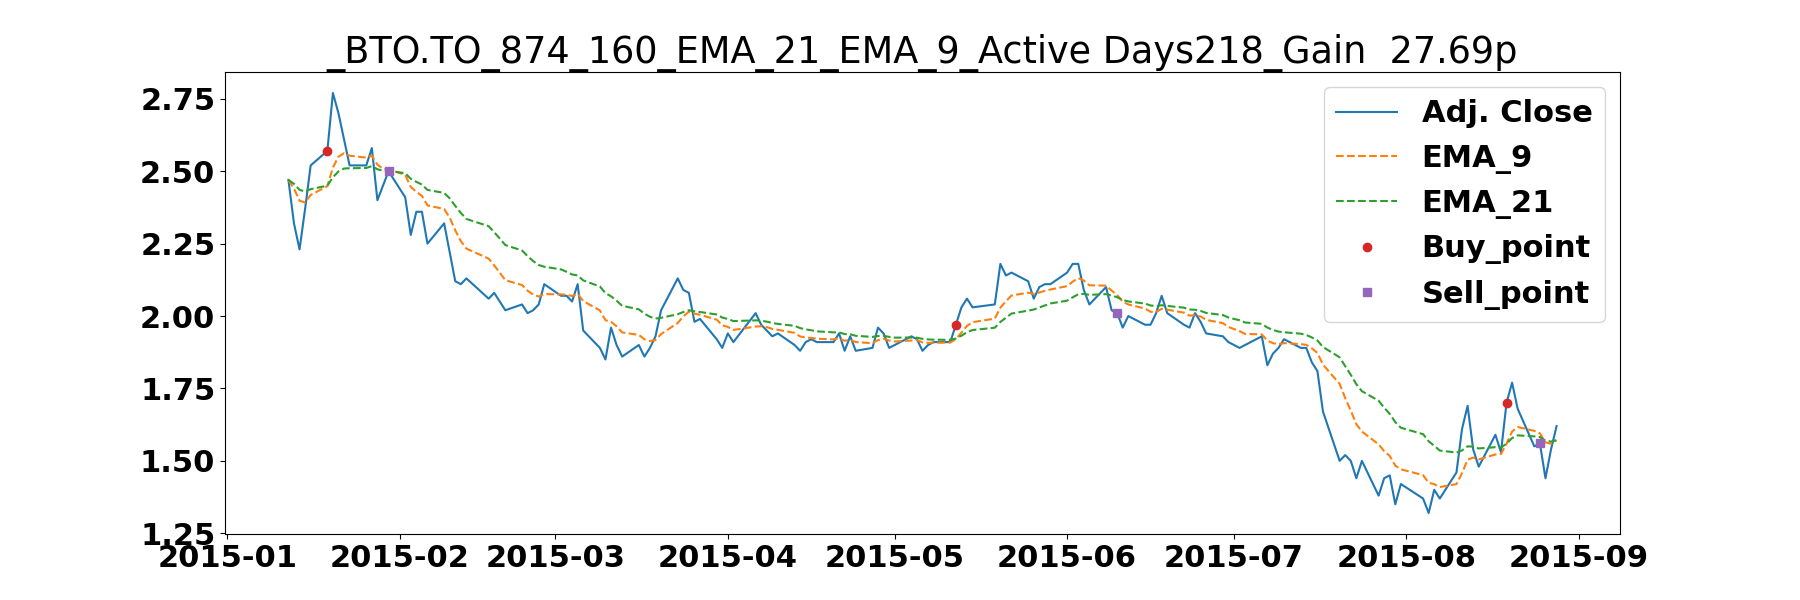 _BTO.TO_874_160_EMA_21_EMA_9_Active Days218_Gain  27.69p
2.75
2.50
2.25
2.00
1.75
1.50
1.25
Adj. Close
EMA_9
EMA_21
Buy_point
Sell_point
2015-01 2015-02 2015-03 2015-04 2015-05 2015-06 2015-07 2015-08 2015-09